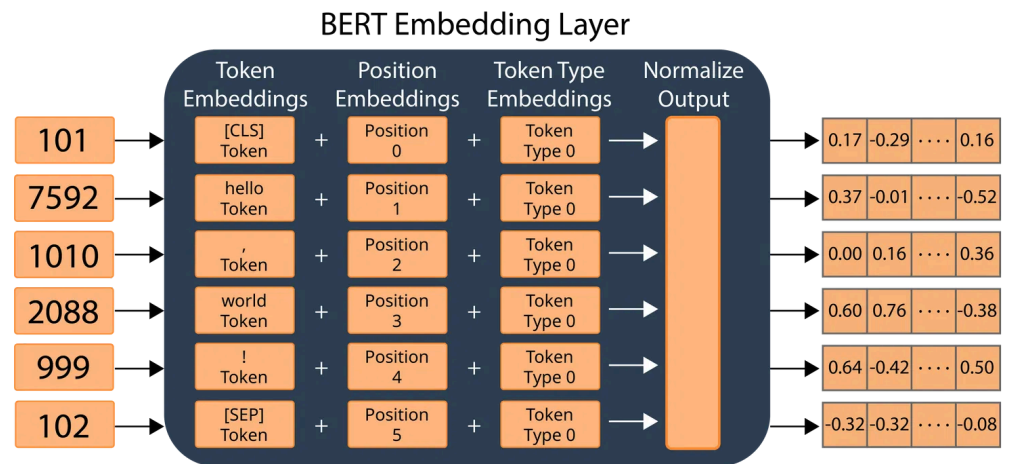 BERT Embedding Layer
Token Embeddings
Position Embeddings
Token Type Embeddings
Normalize Output
101
[CLS] Token
+
Position 0
+
Token Type 0
0.17 -0.29 ···· 0.16
7592
hello Token
+
Position 1
+
Token Type 0
0.37 -0.01 ···· -0.52
1010
, Token
+
Position 2
+
Token Type 0
0.00 0.16 ···· 0.36
2088
world Token
+
Position 3
+
Token Type 0
0.60 0.76 ···· -0.38
999
! Token
+
Position 4
+
Token Type 0
0.64 -0.42 ···· 0.50
102
[SEP] Token
+
Position 5
+
Token Type 0
-0.32 -0.32 ···· -0.08